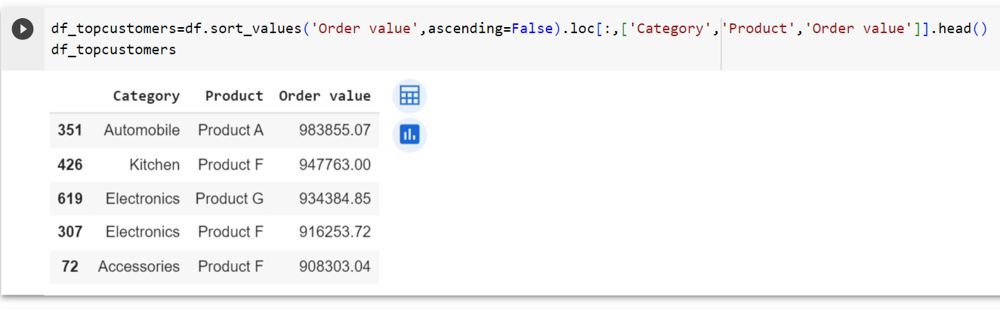 df_topcustomers=df.sort_values('Order value',ascending=False).loc[:,['Category','Product','Order value']].head()
df_topcustomers
Category Product Order value
351 Automobile Product A 983855.07
426 Kitchen Product F 947763.00
619 Electronics Product G 934384.85
307 Electronics Product F 916253.72
72 Accessories Product F 908303.04